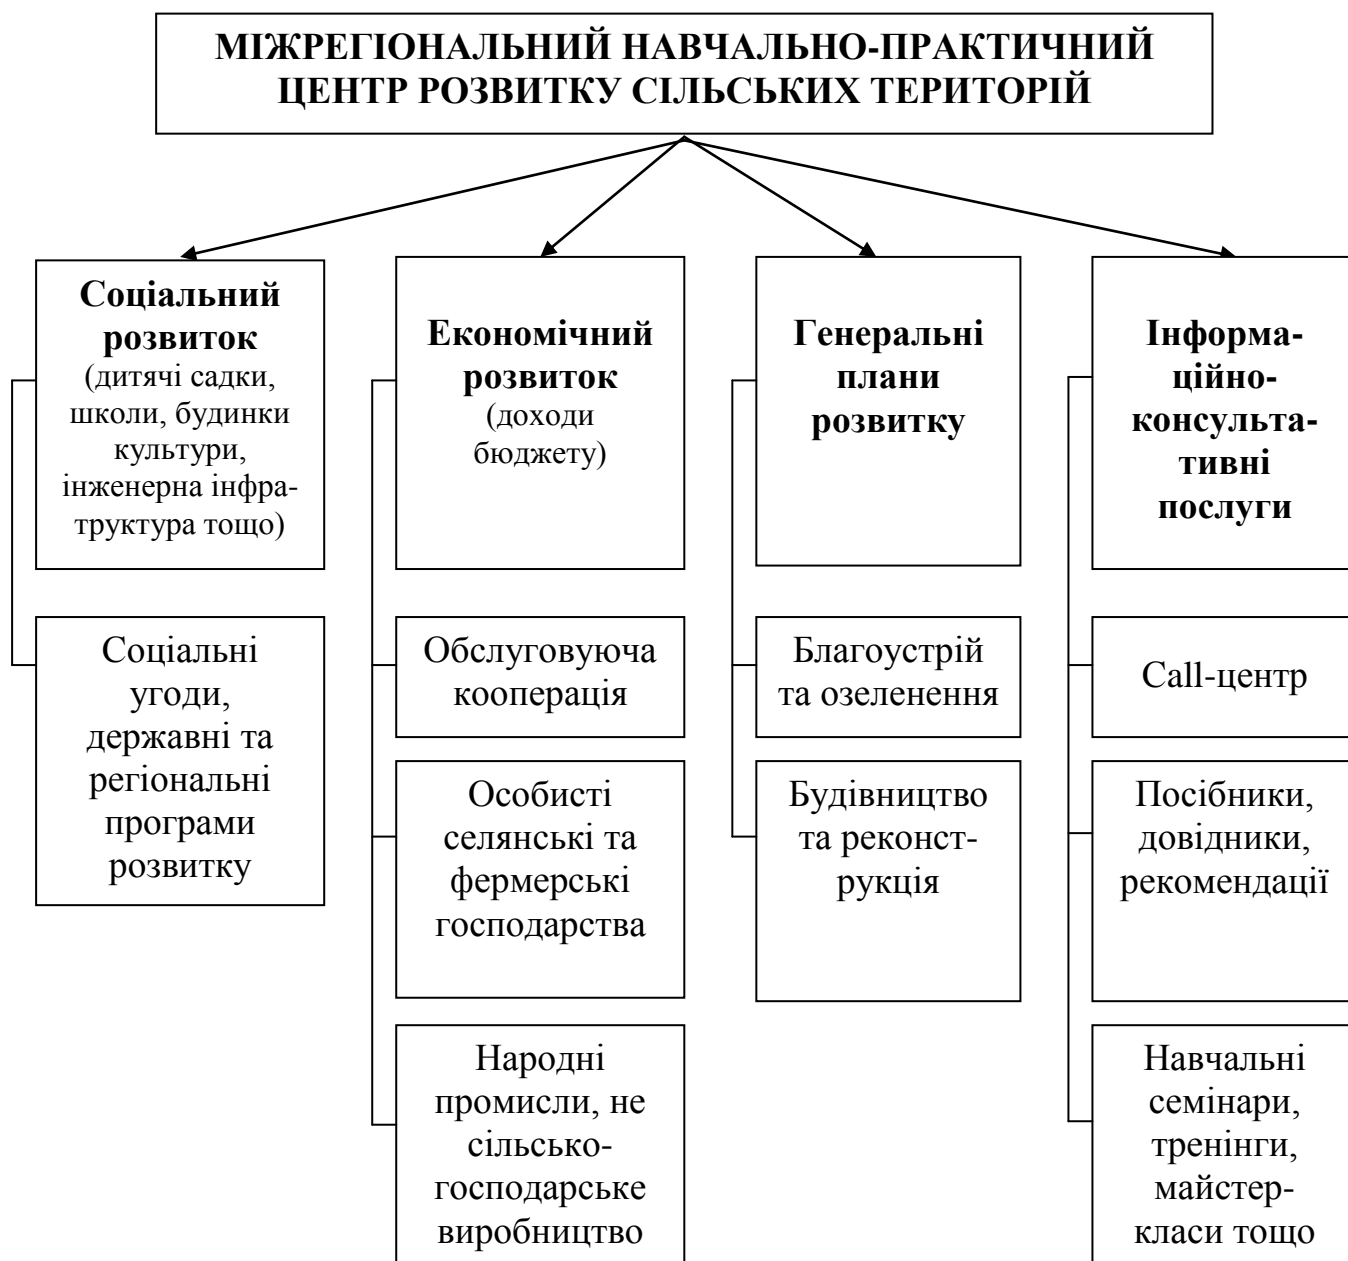 МІЖРЕГІОНАЛЬНИЙ НАВЧАЛЬНО-ПРАКТИЧНИЙ
ЦЕНТР РОЗВИТКУ СІЛЬСЬКИХ ТЕРИТОРІЙ
Соціальний
розвиток
(дитячі садки,
школи, будинки
культури,
інженерна інфра-
труктура тощо)
Економічний
розвиток
(доходи
бюджету)
Генеральні
плани
розвитку
Інформа-
ційно-
консульта-
тивні
послуги
Соціальні
угоди,
державні та
регіональні
програми
розвитку
Обслуговуюча
кооперація
Благоустрій
та озеленення
Call-центр
Особисті
селянські та
фермерські
господарства
Будівництво
та реконст-
рукція
Посібники,
довідники,
рекомендації
Народні
промисли, не
сільсько-
господарське
виробництво
Навчальні
семінари,
тренінги,
майстер-
класи тощо